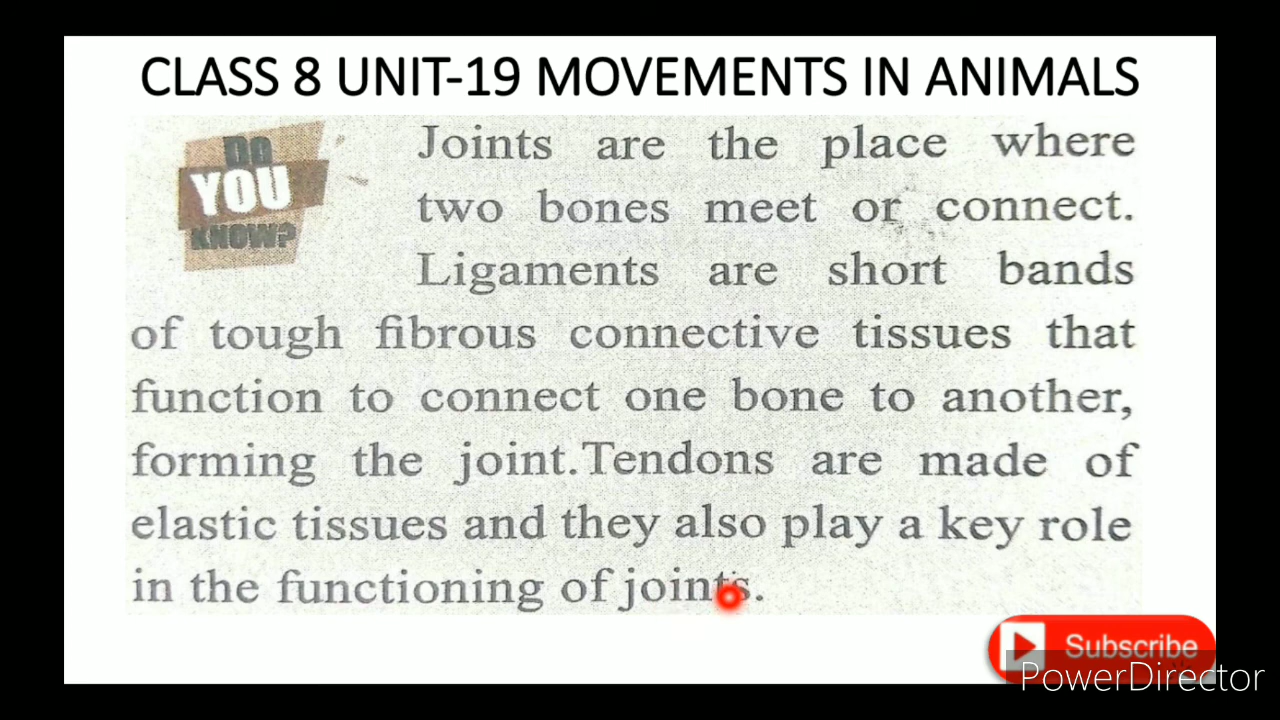 CLASS 8 UNIT-19 MOVEMENTS IN ANIMALS
DO
YOU
KNOW?
Joints are the place where
two bones meet or connect.
Ligaments are short bands
of tough fibrous connective tissues that
function to connect one bone to another,
forming the joint.Tendons are made of
elastic tissues and they also play a key role
in the functioning of joints.
Subscribe
PowerDirector